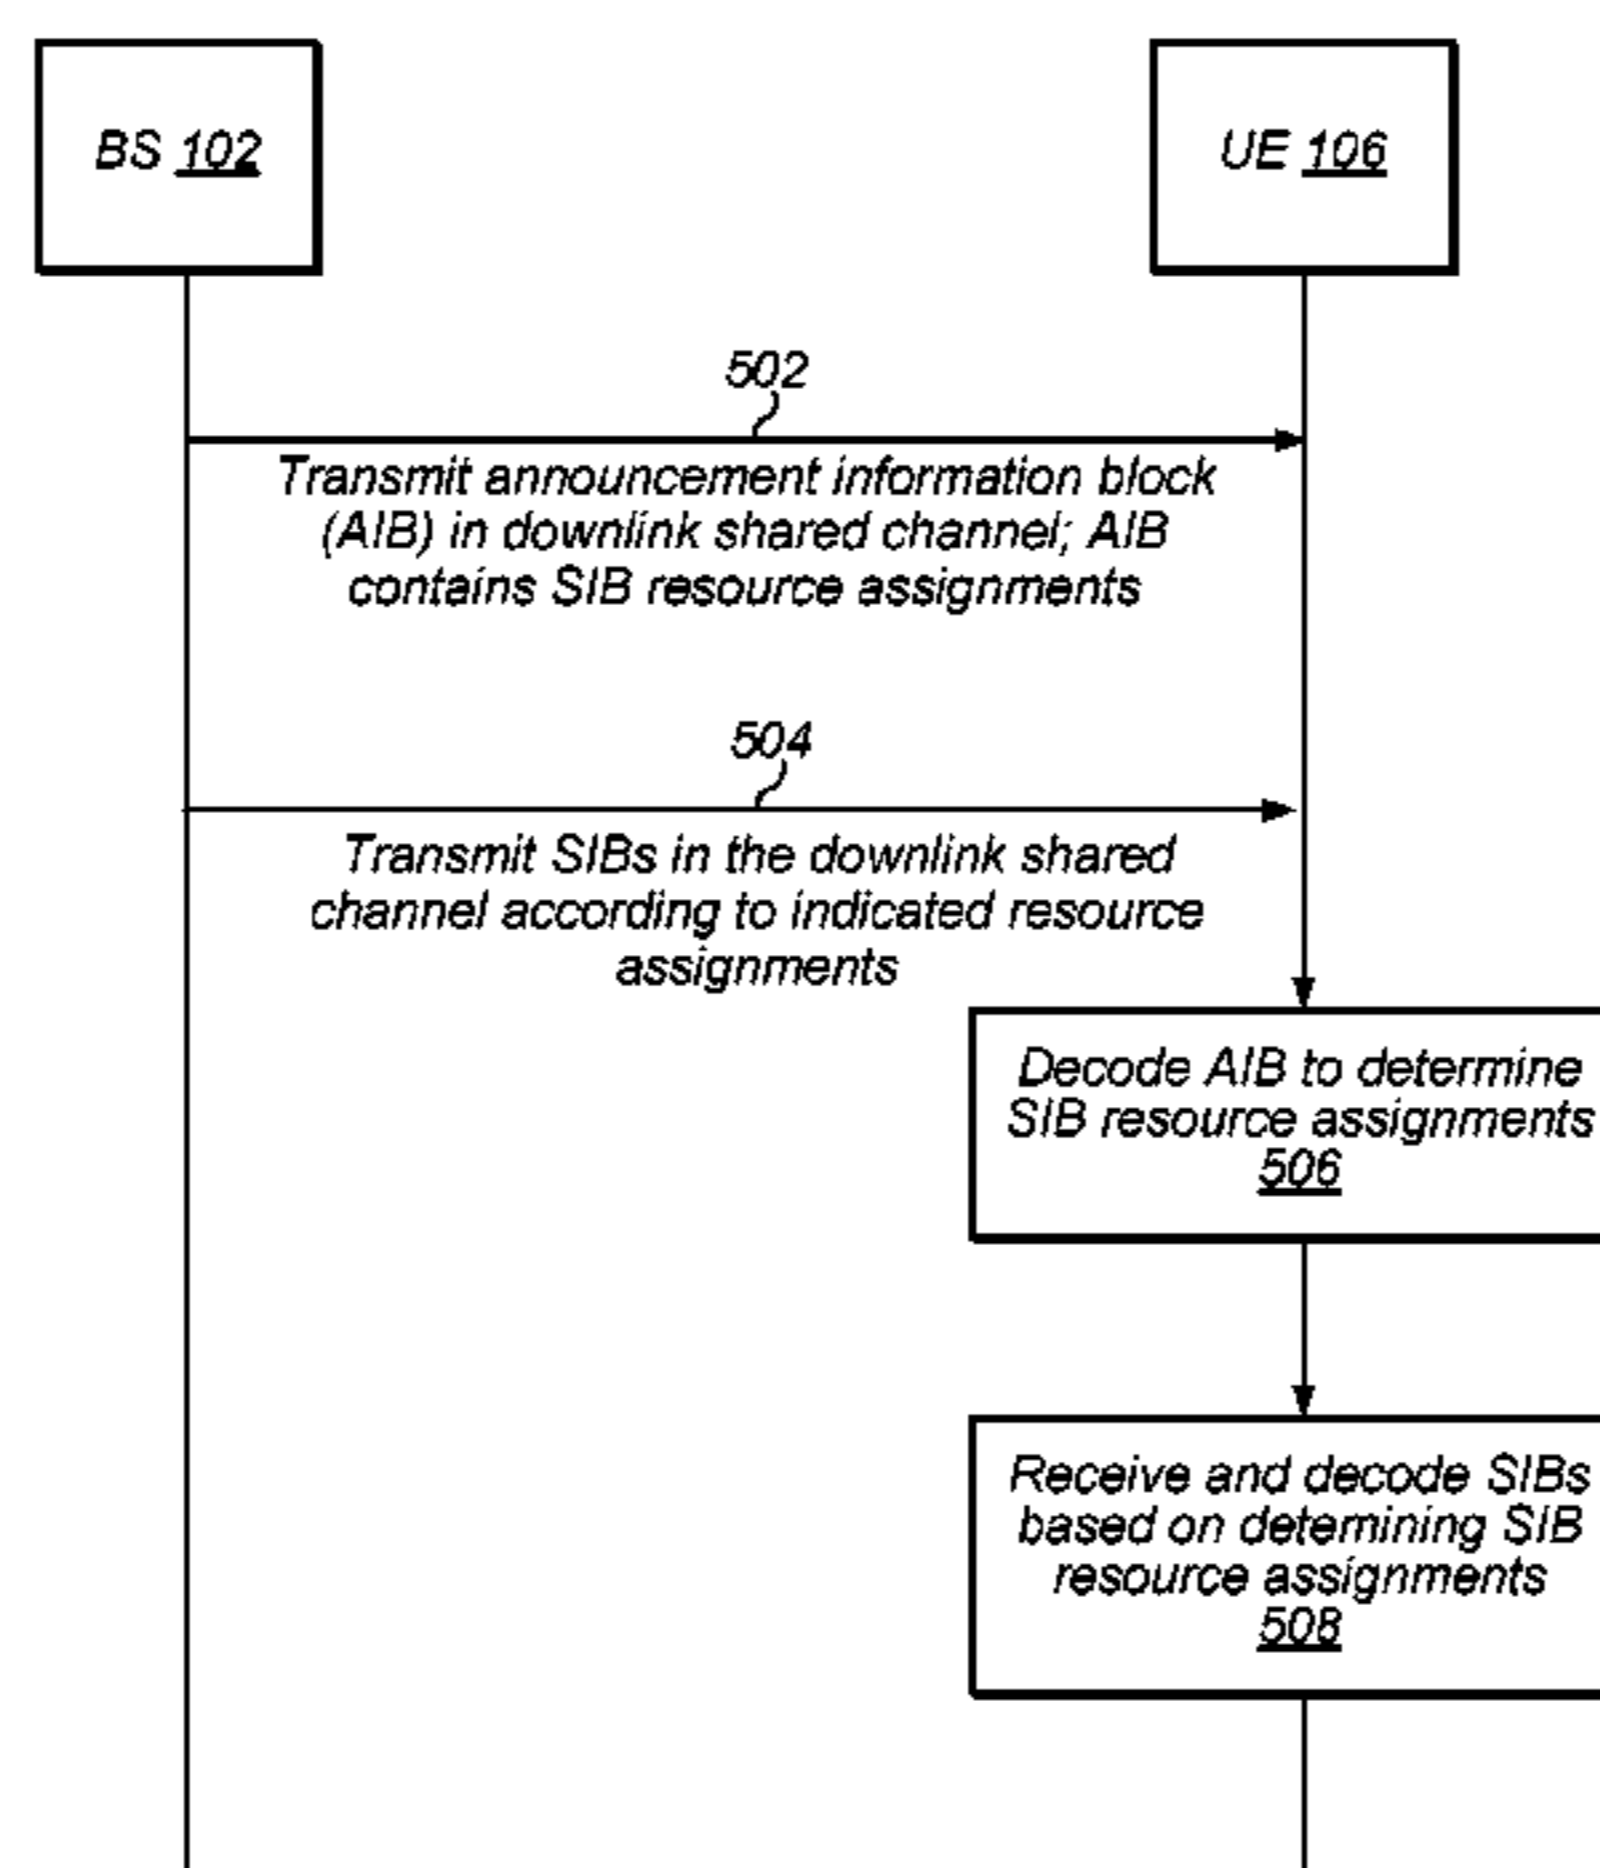 BS 102
UE 106
502
Transmit announcement information block
(AIB) in downlink shared channel; AIB
contains SIB resource assignments
504
Transmit SIBs in the downlink shared
channel according to indicated resource
assignments
Decode AIB to determine
SIB resource assignments
506
Receive and decode SIBs
based on detemining SIB
resource assignments
508